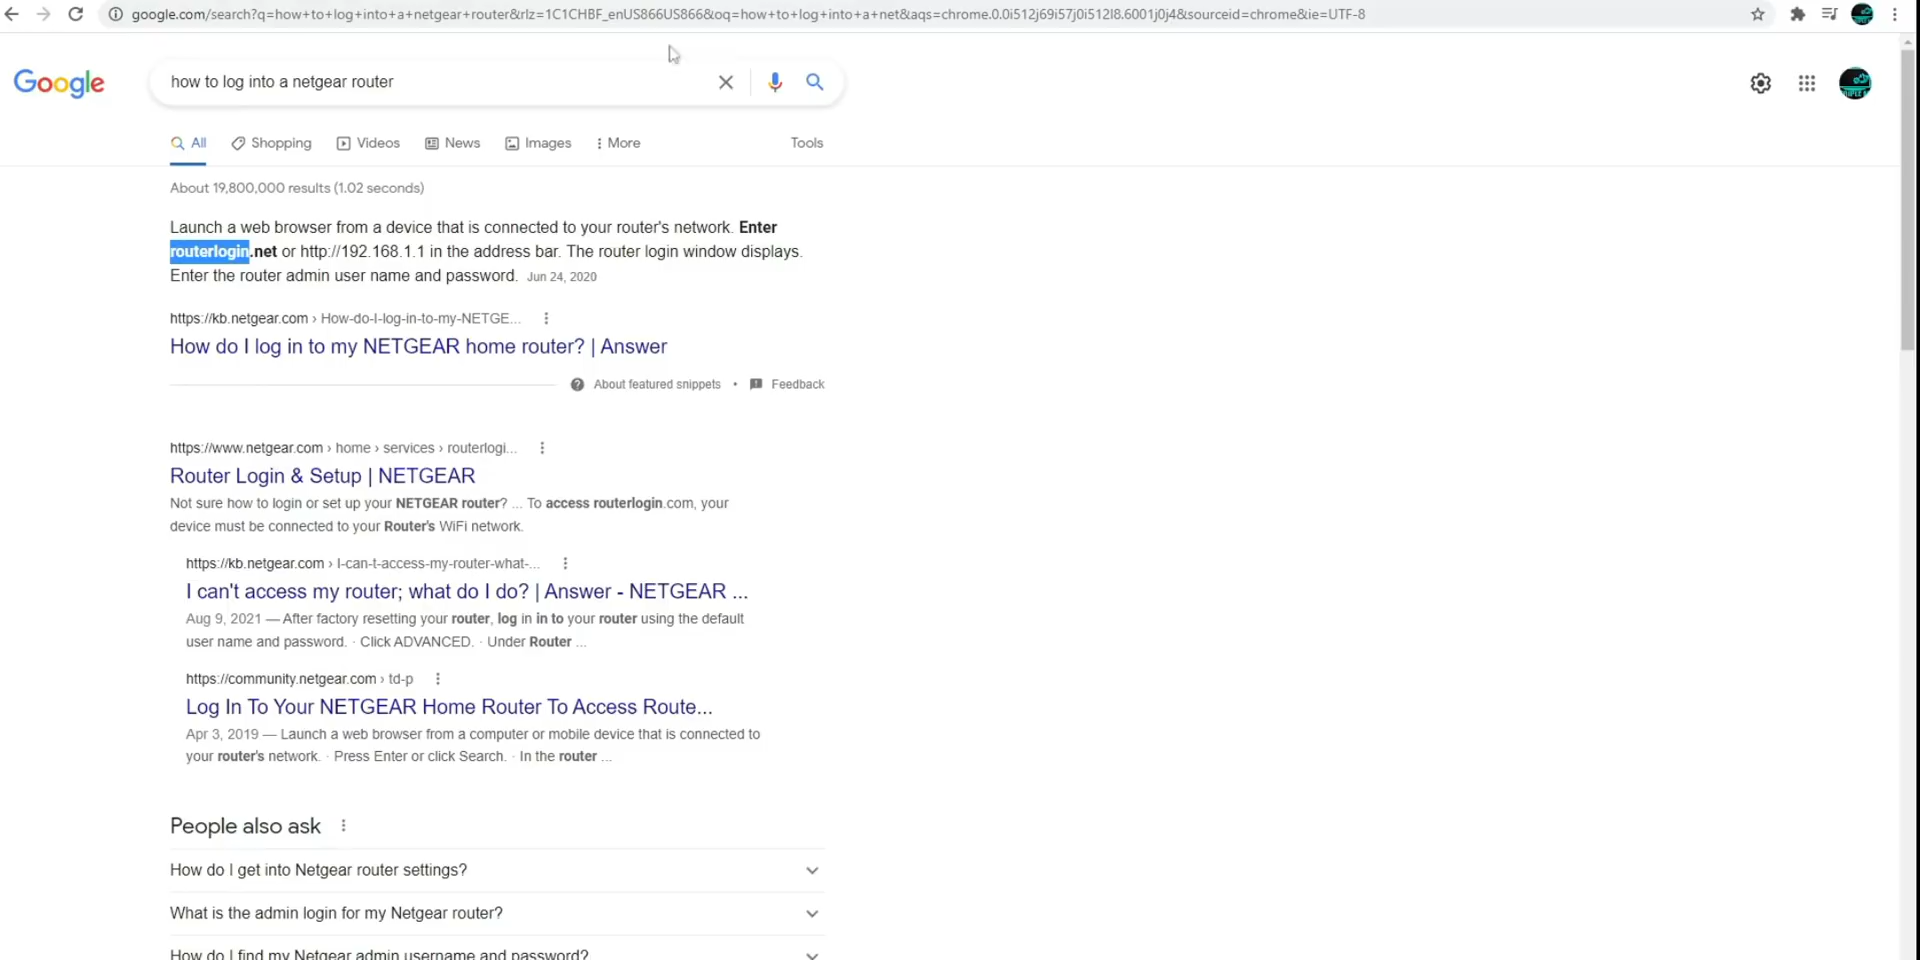 google.com/search?q=how+to+log+into+a+netgear+router&rlz=1C1CHBF_enUS866US866&oq=how+to+log+into+a+net&aqs=chrome.0.0i512j69i57j0i512l8.6001j0j4&sourceid=chrome&ie=UTF-8
Google
how to log into a netgear router
All Shopping Videos News Images More Tools
About 19,800,000 results (1.02 seconds)
Launch a web browser from a device that is connected to your router's network. Enter
routerlogin.net or http://192.168.1.1 in the address bar. The router login window displays.
Enter the router admin user name and password. Jun 24, 2020
https://kb.netgear.com › How-do-I-log-in-to-my-NETGE...
How do I log in to my NETGEAR home router? | Answer
About featured snippets • Feedback
https://www.netgear.com › home › services › routerlogi...
Router Login & Setup | NETGEAR
Not sure how to login or set up your NETGEAR router? ... To access routerlogin.com, your
device must be connected to your Router's WiFi network.
https://kb.netgear.com › I-can-t-access-my-router-what-...
I can't access my router; what do I do? | Answer - NETGEAR ...
Aug 9, 2021 — After factory resetting your router, log in in to your router using the default
user name and password. · Click ADVANCED. · Under Router ...
https://community.netgear.com › td-p
Log In To Your NETGEAR Home Router To Access Route...
Apr 3, 2019 — Launch a web browser from a computer or mobile device that is connected to
your router's network. · Press Enter or click Search. · In the router ...
People also ask
How do I get into Netgear router settings?
What is the admin login for my Netgear router?
How do I find my Netgear admin username and password?